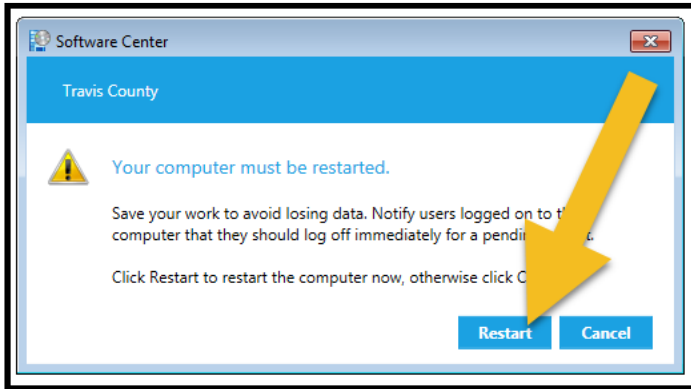 Software Center
Travis County
Your computer must be restarted.
Save your work to avoid losing data. Notify users logged on to
computer that they should log off immediately for a
Click Restart to restart the computer now, otherwise click
Restart Cancel